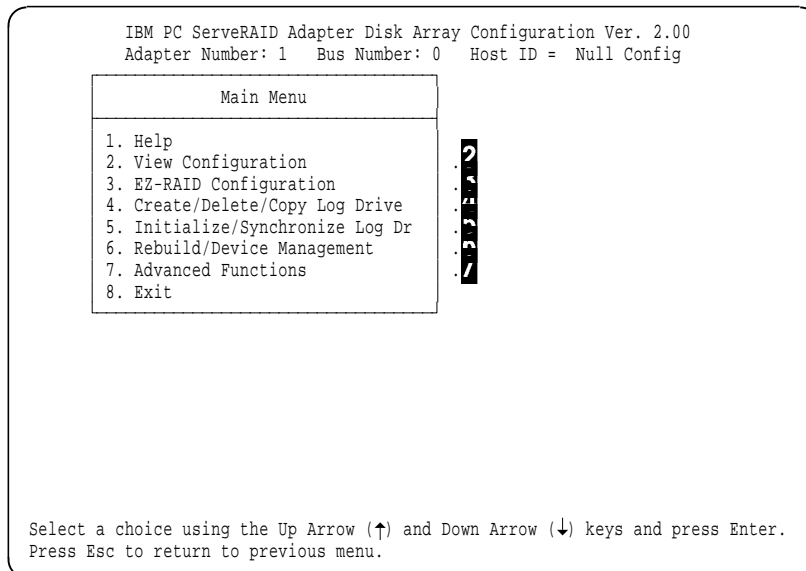 IBM PC ServeRAID Adapter Disk Array Configuration Ver. 2.00
Adapter Number: 1 Bus Number: 0 Host ID = Null Config
Main Menu
1. Help
2. View Configuration .2
3. EZ-RAID Configuration .
4. Create/Delete/Copy Log Drive .
5. Initialize/Synchronize Log Dr .
6. Rebuild/Device Management .
7. Advanced Functions .7
8. Exit
Select a choice using the Up Arrow (↑) and Down Arrow (↓) keys and press Enter.
Press Esc to return to previous menu.